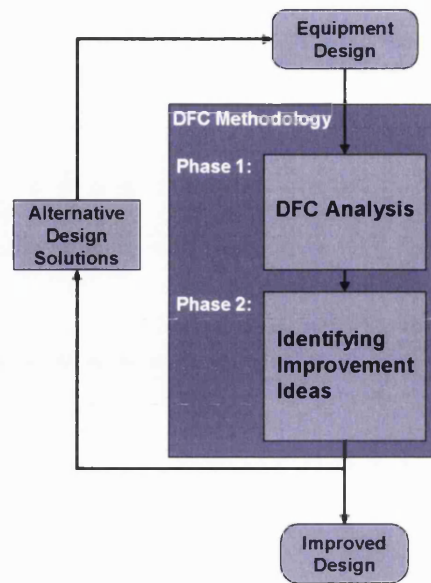 Equipment
Design
DFC Methodology
Phase 1:
DFC Analysis
Alternative
Design
Solutions
Phase 2:
Identifying
Improvement
Ideas
Improved
Design